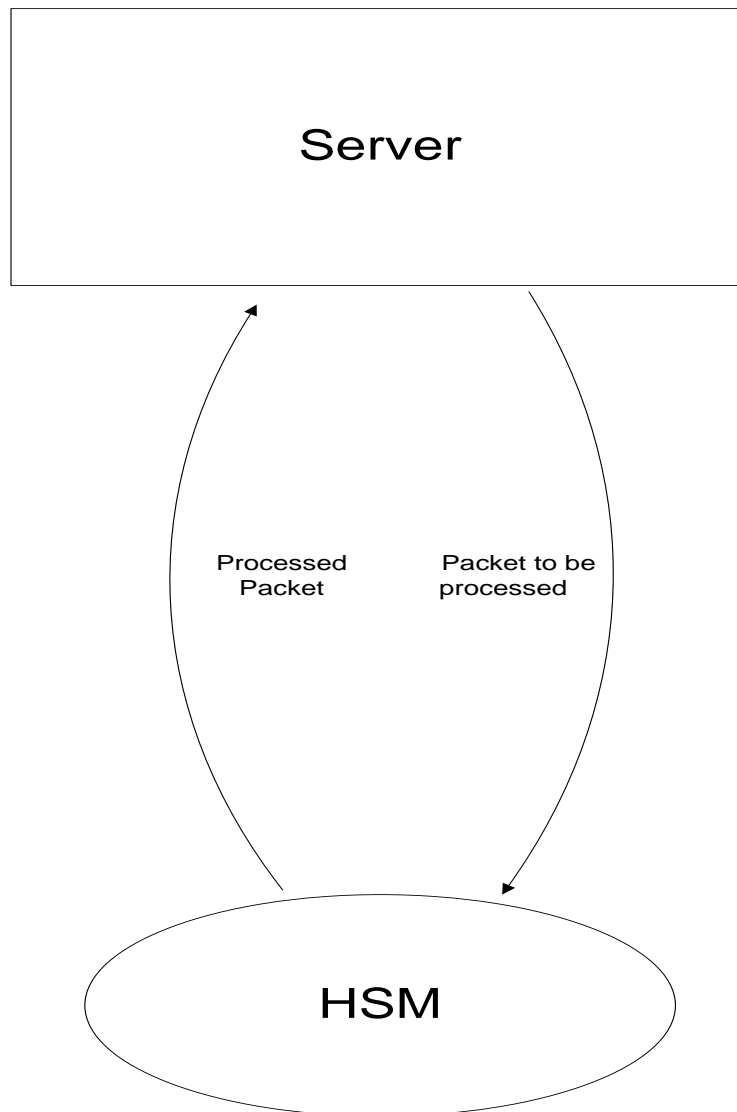 Server
Processed
Packet
Packet to be
processed
HSM